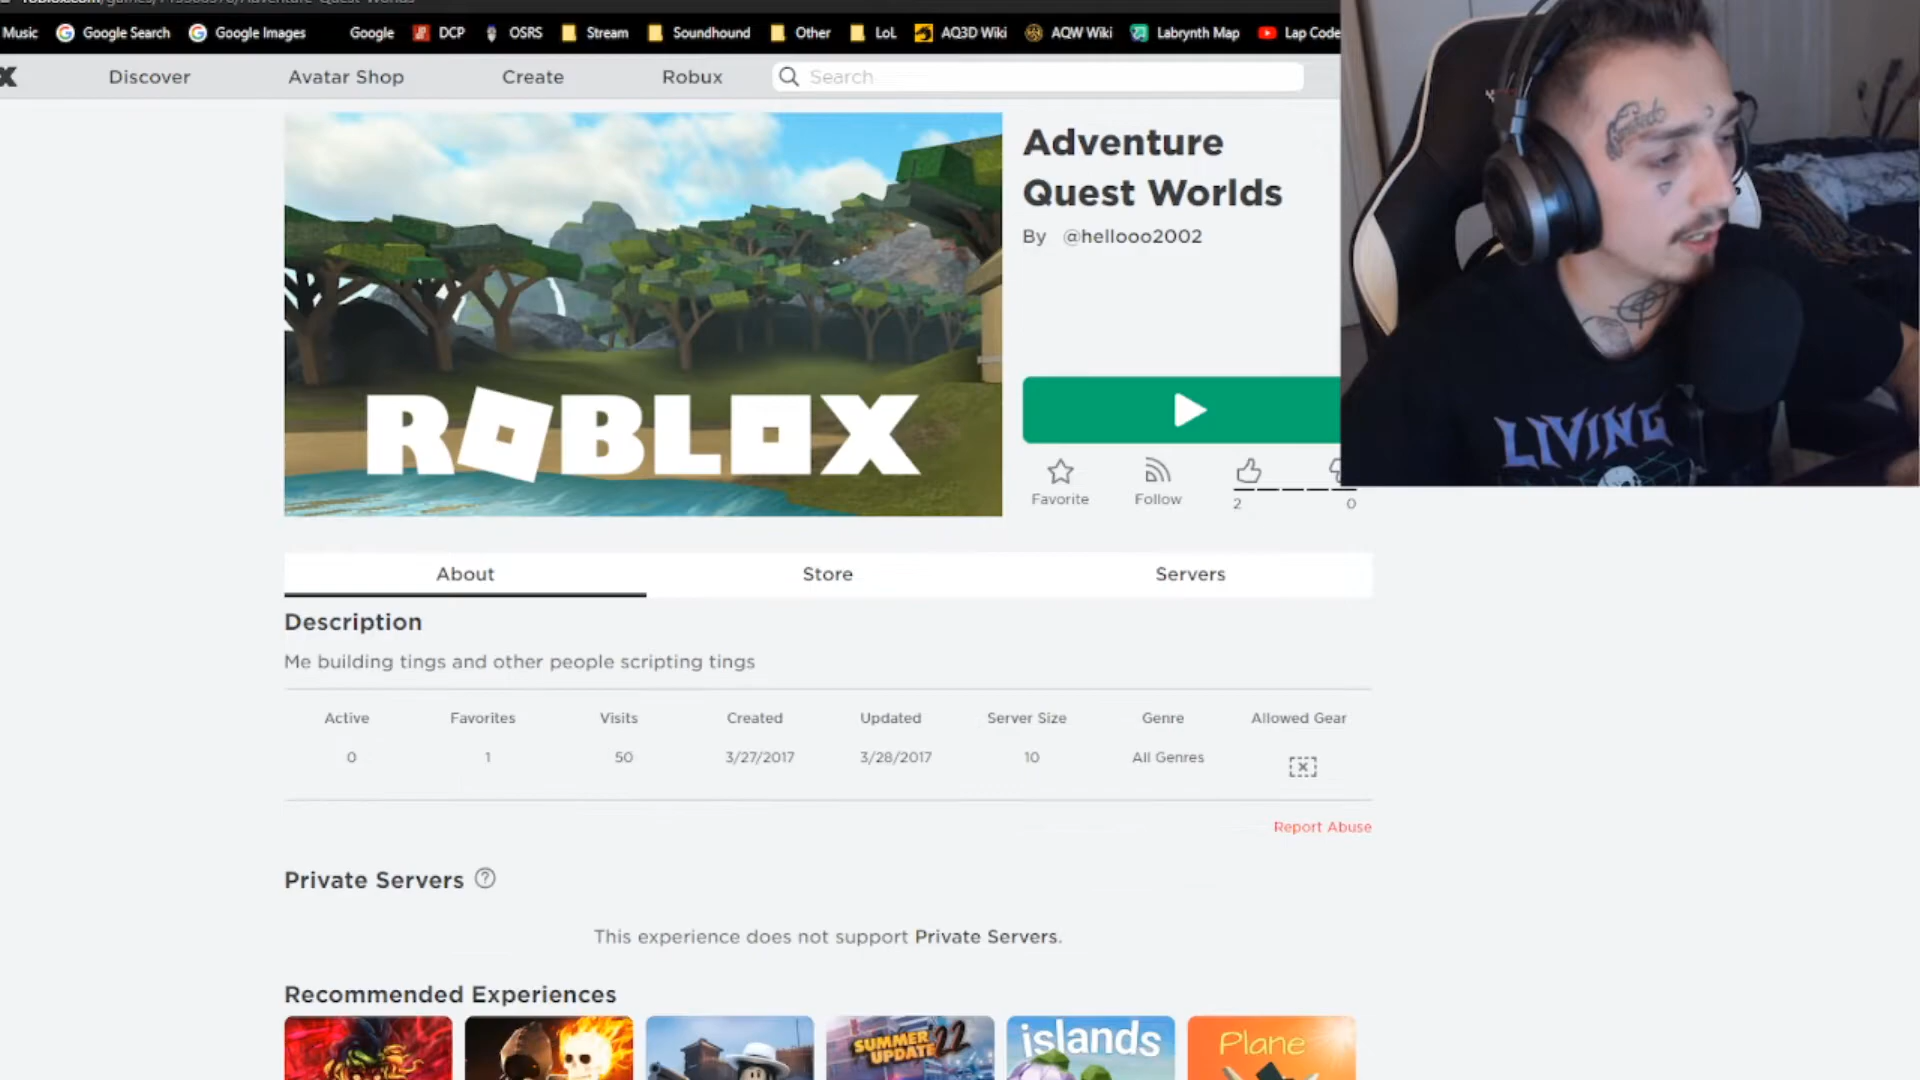 Music Google Search Google Images Google DCP OSRS Stream Soundhound Other LoL AQ3D Wiki AQW Wiki Labrynth Map Lap Code
X Discover Avatar Shop Create Robux Search
Adventure
Quest Worlds
By @hellooo2002
ROBLOX
LIVING
Favorite Follow
2 0
About Store Servers
Description
Me building tings and other people scripting tings
Active Favorites Visits Created Updated Server Size Genre Allowed Gear
0 1 50 3/27/2017 3/28/2017 10 All Genres
Report Abuse
Private Servers ?
This experience does not support Private Servers.
Recommended Experiences
SUMMER
UPDATE '22
islands
Plane